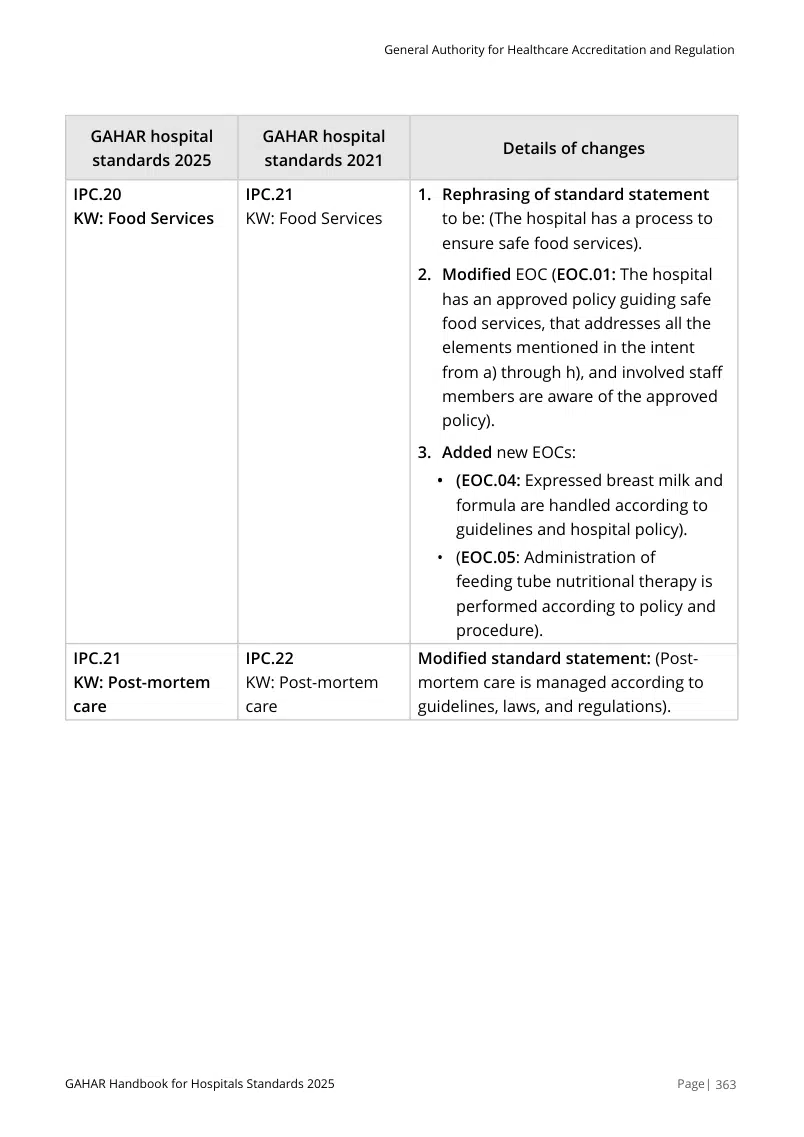 General Authority for Healthcare Accreditation and Regulation
GAHAR hospital
standards 2025
GAHAR hospital
standards 2021
Details of changes
IPC.20
KW: Food Services
IPC.21
KW: Food Services
1. Rephrasing of standard statement
to be: (The hospital has a process to
ensure safe food services).
2. Modified EOC (EOC.01: The hospital
has an approved policy guiding safe
food services, that addresses all the
elements mentioned in the intent
from a) through h), and involved staff
members are aware of the approved
policy).
3. Added new EOCs:
• (EOC.04: Expressed breast milk and
formula are handled according to
guidelines and hospital policy).
• (EOC.05: Administration of
feeding tube nutritional therapy is
performed according to policy and
procedure).
IPC.21
KW: Post-mortem
care
IPC.22
KW: Post-mortem
care
Modified standard statement: (Post-
mortem care is managed according to
guidelines, laws, and regulations).
GAHAR Handbook for Hospitals Standards 2025
Page| 363